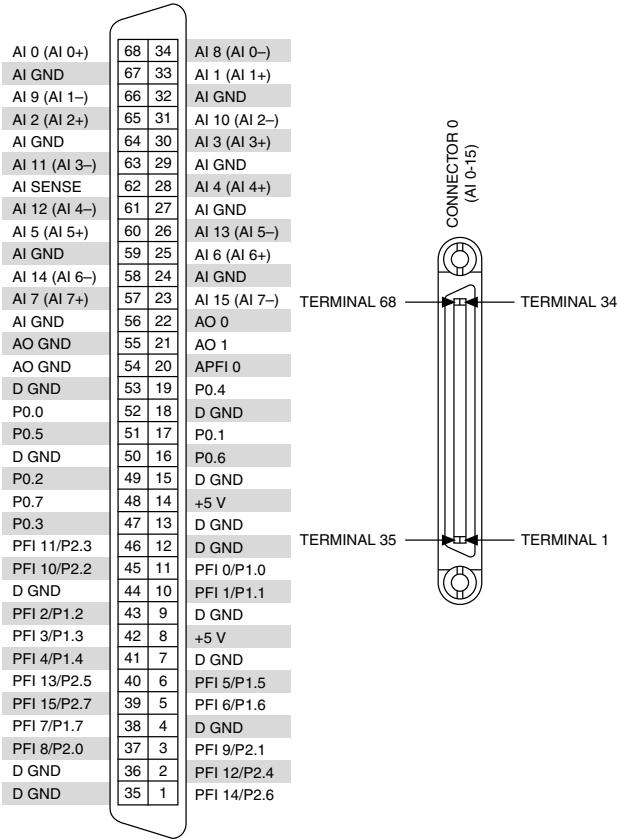 AI 0 (AI 0+) 68 34 AI 8 (AI 0–)
AI GND 67 33 AI 1 (AI 1+)
AI 9 (AI 1–) 66 32 AI GND
AI 2 (AI 2+) 65 31 AI 10 (AI 2–)
AI GND 64 30 AI 3 (AI 3+)
AI 11 (AI 3–) 63 29 AI GND
AI SENSE 62 28 AI 4 (AI 4+)
AI 12 (AI 4–) 61 27 AI GND
AI 5 (AI 5+) 60 26 AI 13 (AI 5–)
AI GND 59 25 AI 6 (AI 6+)
AI 14 (AI 6–) 58 24 AI GND
AI 7 (AI 7+) 57 23 AI 15 (AI 7–)
AI GND 56 22 AO 0
AO GND 55 21 AO 1
AO GND 54 20 APFI 0
D GND 53 19 P0.4
P0.0 52 18 D GND
P0.5 51 17 P0.1
D GND 50 16 P0.6
P0.2 49 15 D GND
P0.7 48 14 +5 V
P0.3 47 13 D GND
PFI 11/P2.3 46 12 D GND
PFI 10/P2.2 45 11 PFI 0/P1.0
D GND 44 10 PFI 1/P1.1
PFI 2/P1.2 43 9 D GND
PFI 3/P1.3 42 8 +5 V
PFI 4/P1.4 41 7 D GND
PFI 13/P2.5 40 6 PFI 5/P1.5
PFI 15/P2.7 39 5 PFI 6/P1.6
PFI 7/P1.7 38 4 D GND
PFI 8/P2.0 37 3 PFI 9/P2.1
D GND 36 2 PFI 12/P2.4
D GND 35 1 PFI 14/P2.6
CONNECTOR 0
(AI 0-15)
TERMINAL 68 TERMINAL 34
TERMINAL 35 TERMINAL 1